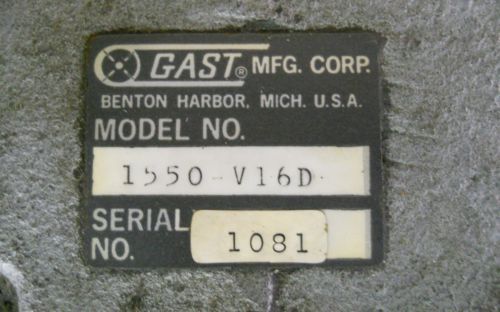 GAST® MFG. CORP.
BENTON HARBOR, MICH. U.S.A.
MODEL NO.
1550-V16D
SERIAL
NO. 1081